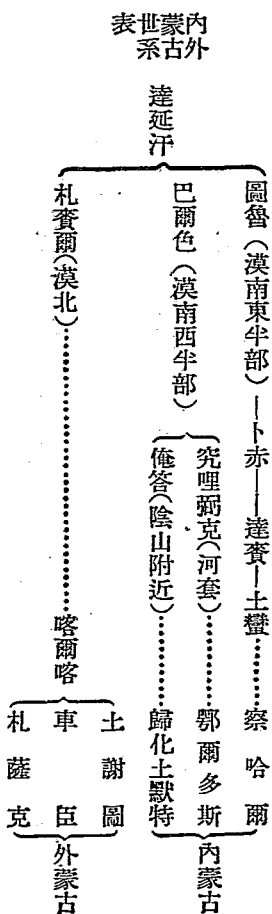 內外蒙古世系表
達延汗
圖魯（漠南東半部）—卜赤——達賚—土蠻………察哈爾
巴爾色（漠南西半部）
究哩弼克（河套）………鄂爾多斯
俺答（陰山附近）………歸化土默特
內蒙古
札賚爾（漠北）………喀爾喀
土謝圖
車臣
札薩克
外蒙古